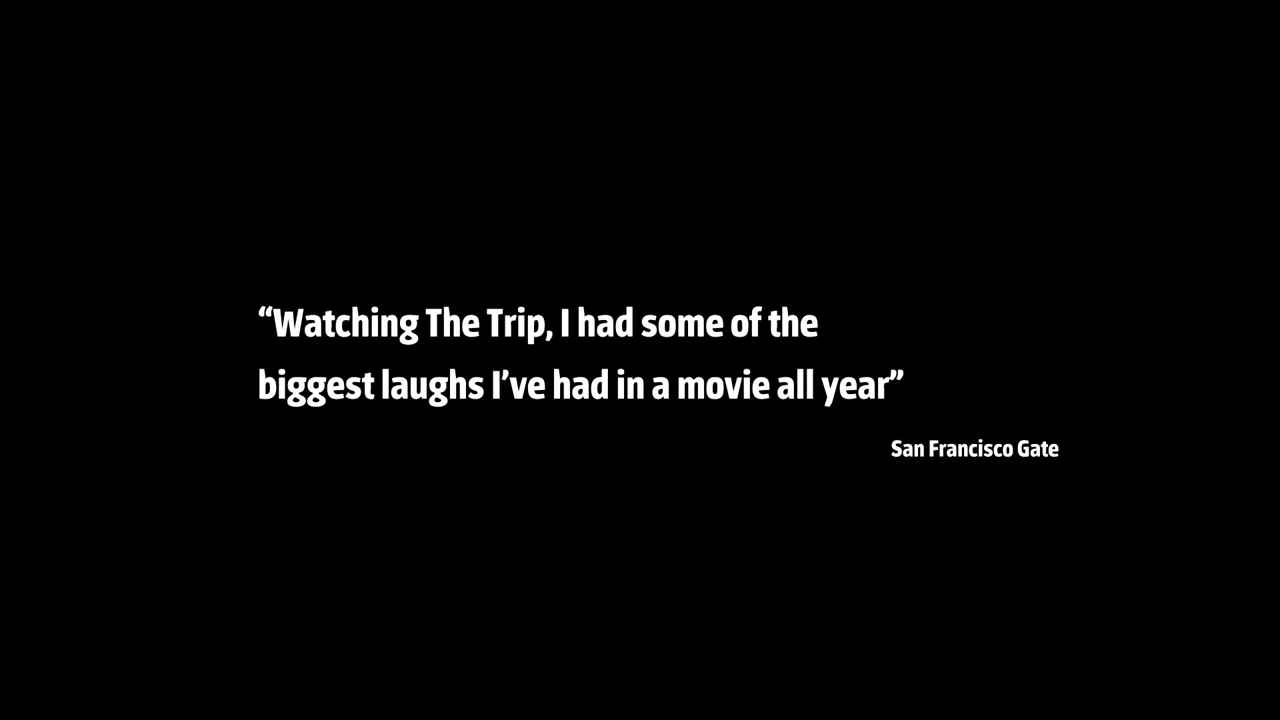 “Watching The Trip, I had some of the
biggest laughs I’ve had in a movie all year”
San Francisco Gate